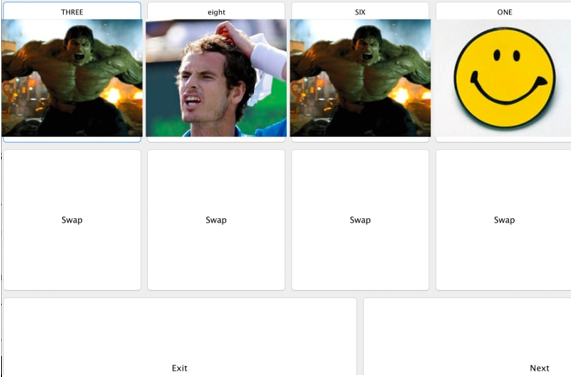 THREE
eight
SIX
ONE
Swap
Swap
Swap
Swap
Exit
Next